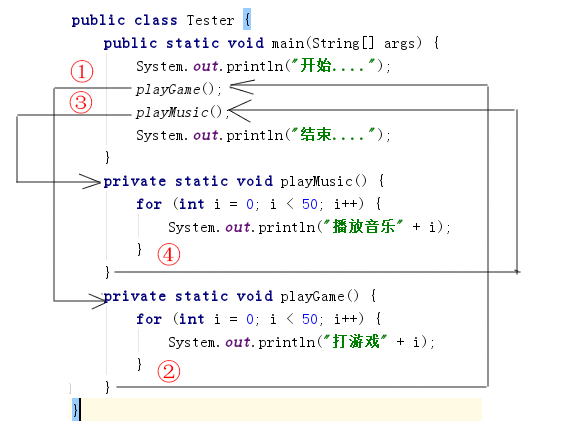 public class Tester {
public static void main(String[] args) {
① System.out.println("开始....");
playGame();
③ playMusic();
System.out.println("结束....");
}
private static void playMusic() {
for (int i = 0; i < 50; i++) {
System.out.println("播放音乐" + i);
} ④
}
private static void playGame() {
for (int i = 0; i < 50; i++) {
System.out.println("打游戏" + i);
} ②
}
}